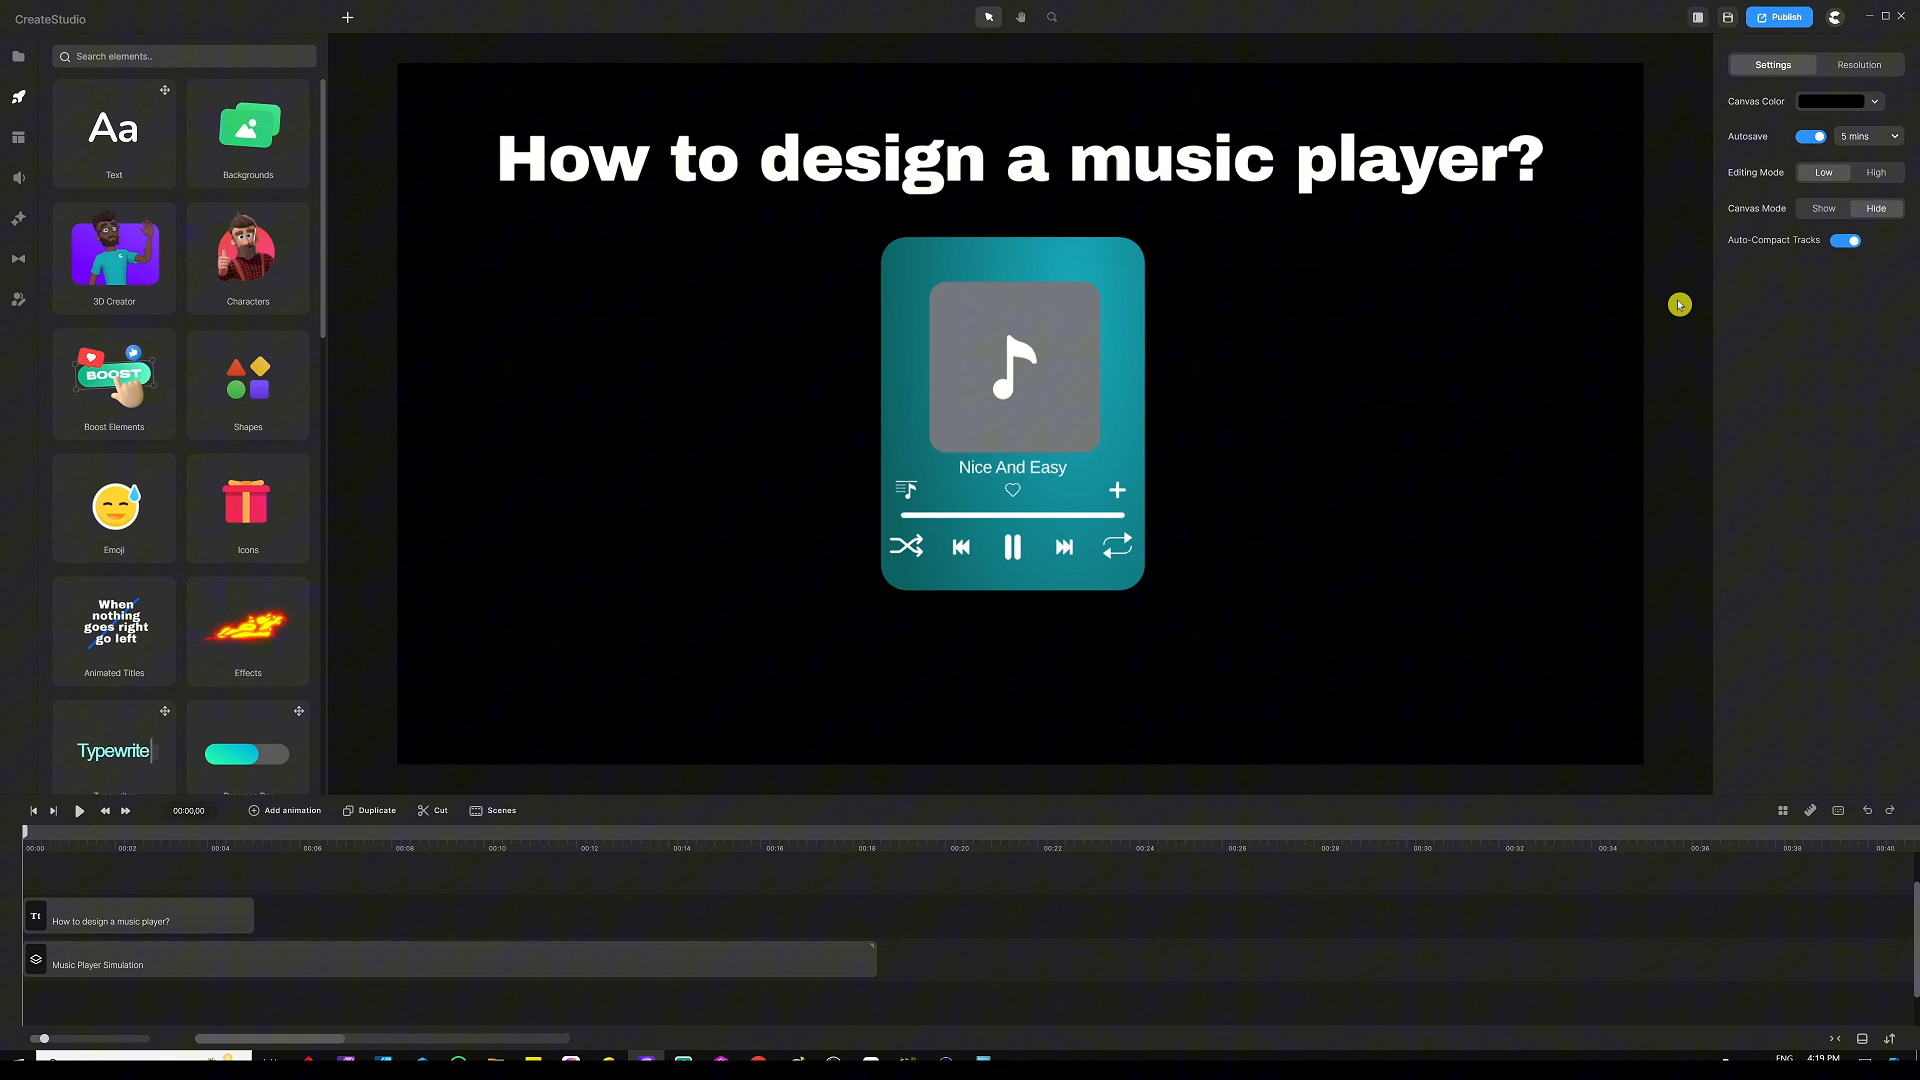 CreateStudio
Publish
Search elements..
Settings
Resolution
Aa
Text
Backgrounds
Canvas Color
Autosave
5 mins
How to design a music player?
Editing Mode
Low
High
Canvas Mode
Show
Hide
Auto-Compact Tracks
3D Creator
Characters
BOOST
Boost Elements
Shapes
Nice And Easy
Emoji
Icons
When
nothing
goes right
go left
Animated Titles
Effects
Typewrite
00:00,00
Add animation
Duplicate
Cut
Scenes
00:00
00:02
00:04
00:06
00:08
00:10
00:12
00:14
00:16
00:18
00:20
00:22
00:24
00:26
00:28
00:30
00:32
00:34
00:36
00:38
00:40
Tt
How to design a music player?
Music Player Simulation
ENG
4:19 PM